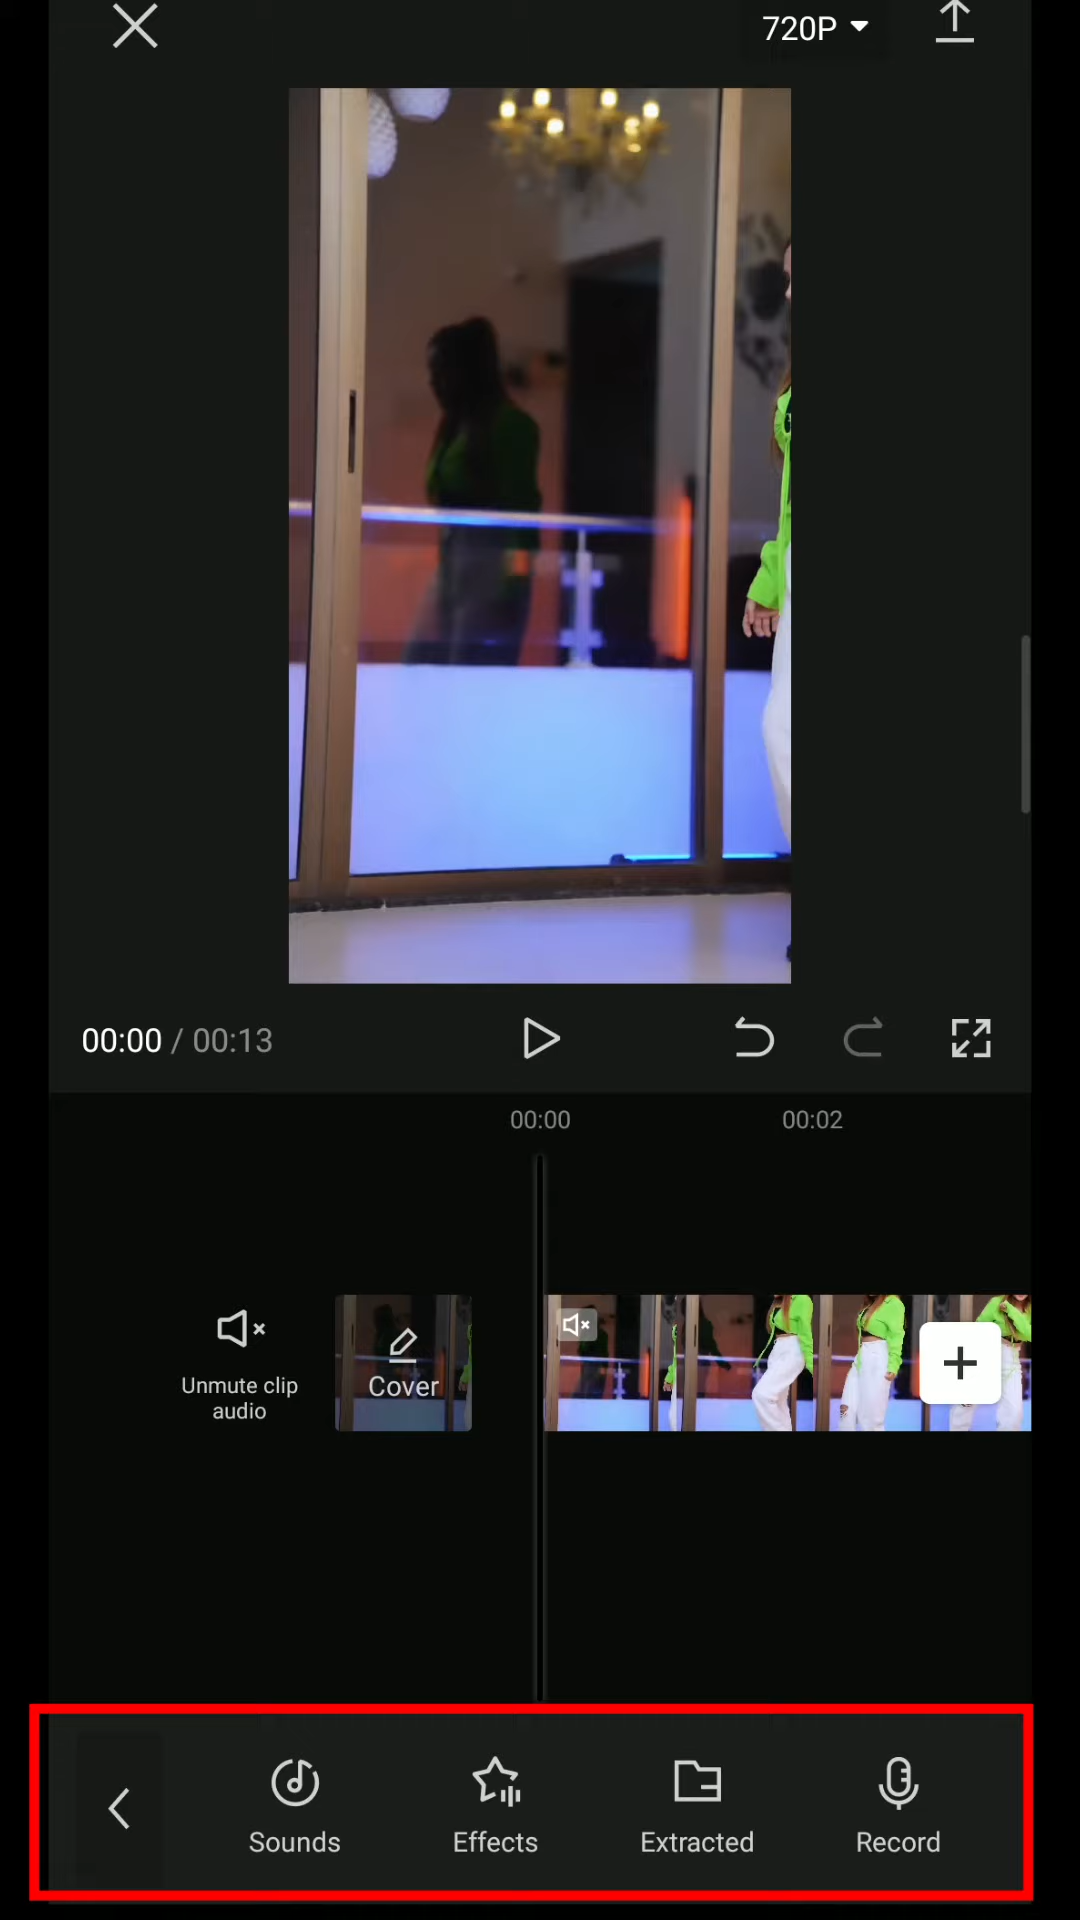 720P
00:00 / 00:13
00:00 00:02
Unmute clip
audio
Cover
Sounds Effects Extracted Record